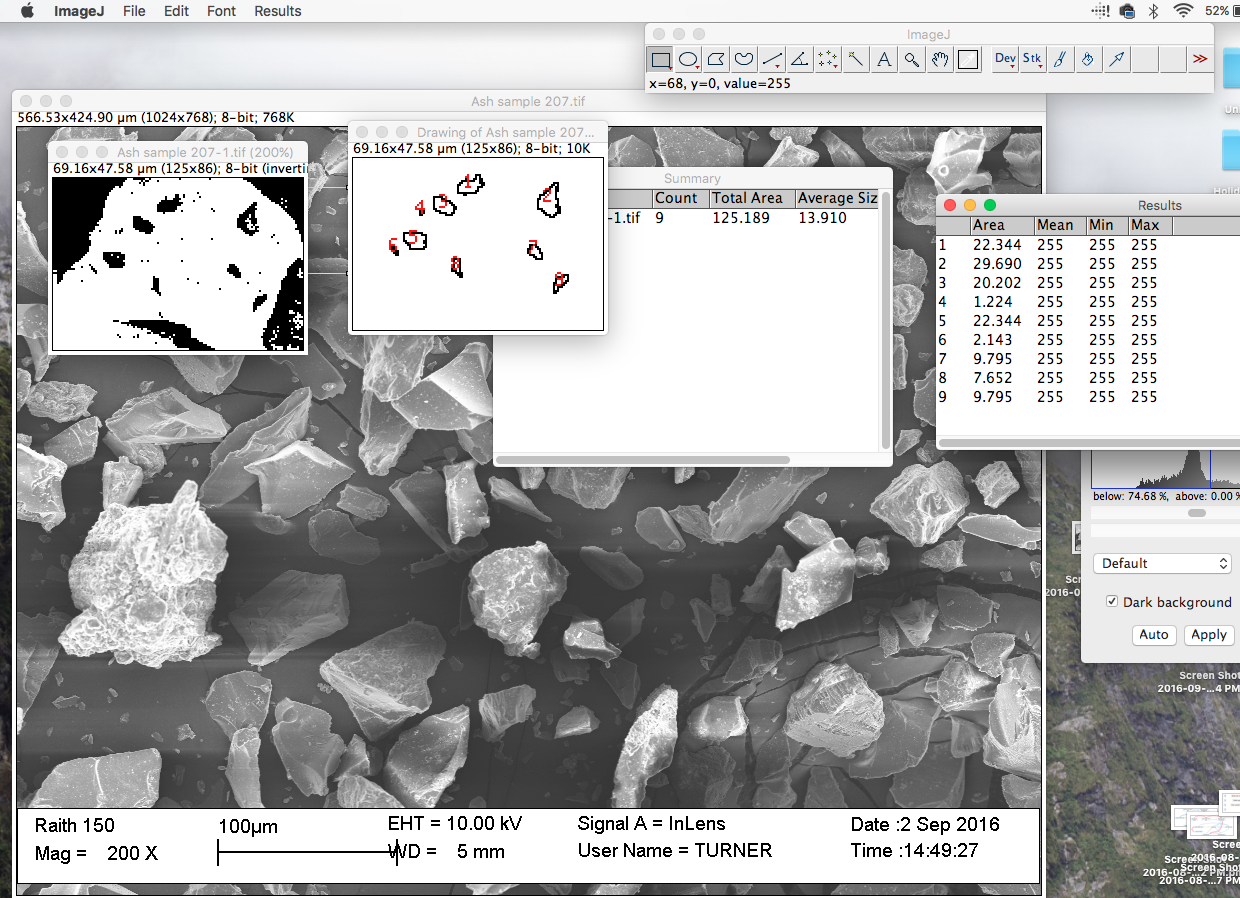 ImageJ File Edit Font Results 52%
ImageJ
Dev Stk A >>
x=68, y=0, value=255
Ash sample 207.tif
566.53x424.90 µm (1024x768); 8-bit; 768K
Ash sample 207-1.tif (200%)
69.16x47.58 µm (125x86); 8-bit (inverti
Drawing of Ash sample 207...
69.16x47.58 µm (125x86); 8-bit; 10K
1
2
3
4
5
6
7
8
9
Summary
Count Total Area Average Siz
-1.tif 9 125.189 13.910
Results
Area Mean Min Max
1 22.344 255 255 255
2 29.690 255 255 255
3 20.202 255 255 255
4 1.224 255 255 255
5 22.344 255 255 255
6 2.143 255 255 255
7 9.795 255 255 255
8 7.652 255 255 255
9 9.795 255 255 255
below: 74.68 %, above: 0.00 %
Default
Dark background
Auto Apply
Screen Shot
2016-09-...4 PM
Raith 150
Mag = 200 X
100µm
EHT = 10.00 kV
WD = 5 mm
Signal A = InLens
User Name = TURNER
Date :2 Sep 2016
Time :14:49:27